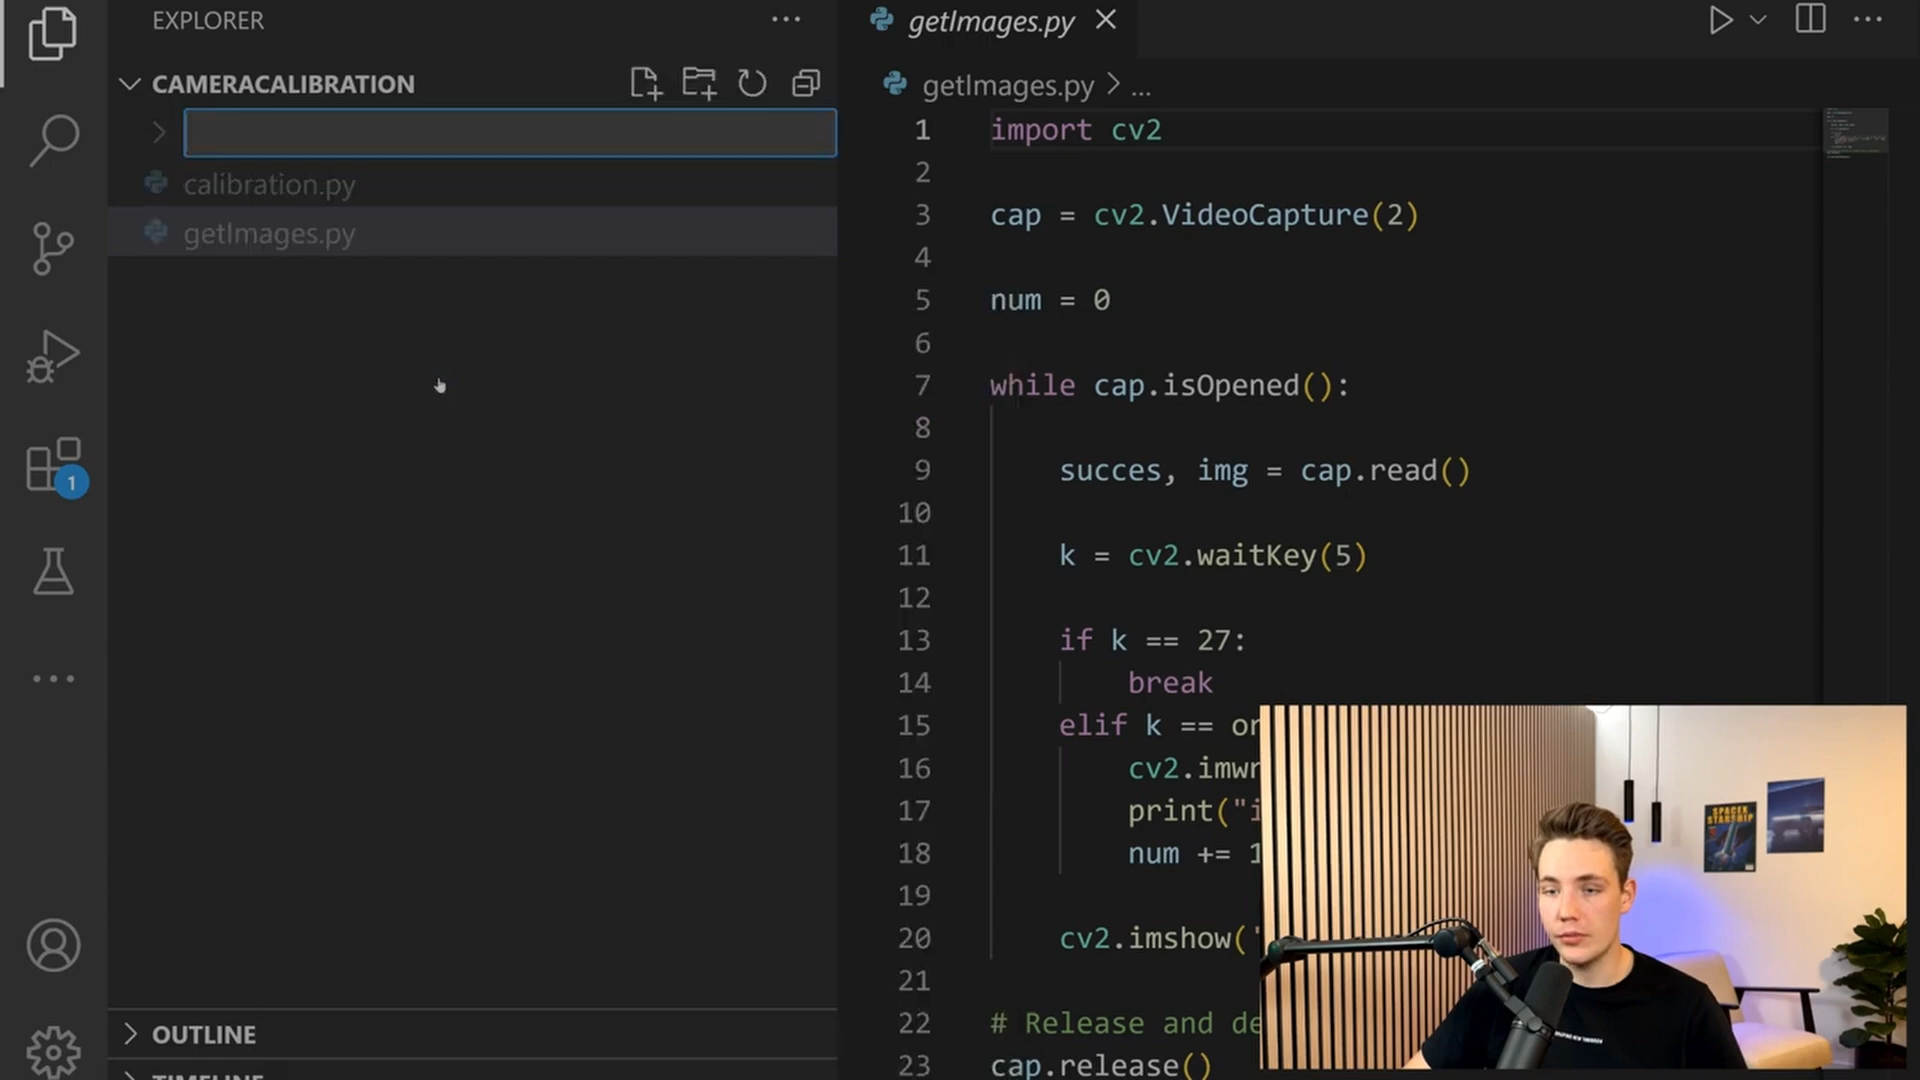 EXPLORER
CAMERACALIBRATION
calibration.py
getImages.py
1
OUTLINE
getImages.py
getImages.py > ...
1 import cv2
2
3 cap = cv2.VideoCapture(2)
4
5 num = 0
6
7 while cap.isOpened():
8
9 succes, img = cap.read()
10
11 k = cv2.waitKey(5)
12
13 if k == 27:
14 break
15 elif k == or
16 cv2.imwr
17 print("i
18 num += 1
19
20 cv2.imshow('
21
22 # Release and de
23 cap.release()
SPACEX
STARSHIP